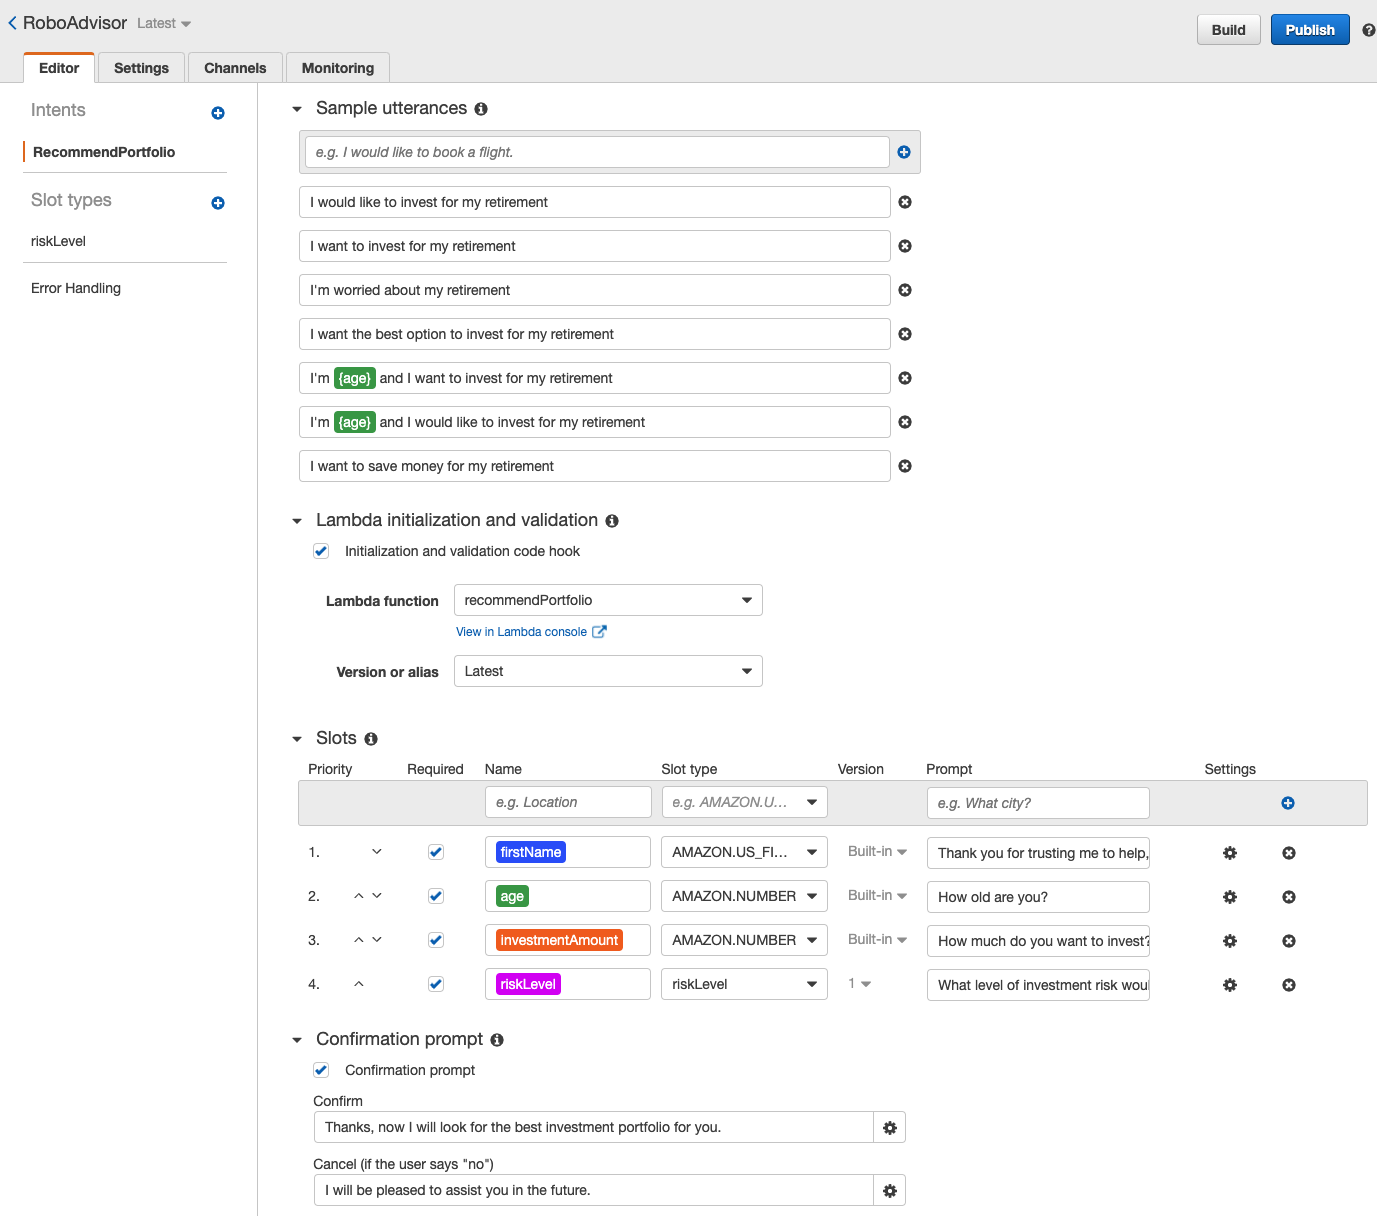 RoboAdvisor Latest
Build
Publish
Editor
Settings
Channels
Monitoring
Intents
RecommendPortfolio
Slot types
riskLevel
Error Handling
Sample utterances
e.g. I would like to book a flight.
I would like to invest for my retirement
I want to invest for my retirement
I'm worried about my retirement
I want the best option to invest for my retirement
I'm {age} and I want to invest for my retirement
I'm {age} and I would like to invest for my retirement
I want to save money for my retirement
Lambda initialization and validation
Initialization and validation code hook
Lambda function recommendPortfolio
View in Lambda console
Version or alias Latest
Slots
Priority Required Name Slot type Version Prompt Settings
e.g. Location e.g. AMAZON.U... e.g. What city?
1. firstName AMAZON.US_FI... Built-in Thank you for trusting me to help,
2. age AMAZON.NUMBER Built-in How old are you?
3. investmentAmount AMAZON.NUMBER Built-in How much do you want to invest?
4. riskLevel riskLevel 1 What level of investment risk woul
Confirmation prompt
Confirmation prompt
Confirm
Thanks, now I will look for the best investment portfolio for you.
Cancel (if the user says "no")
I will be pleased to assist you in the future.